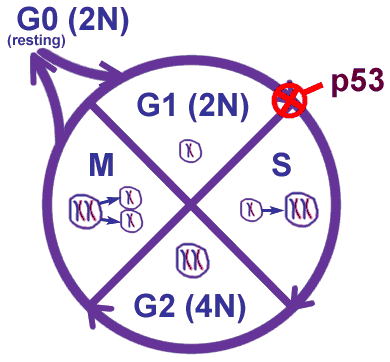 G0 (2N)
(resting)
p53
G1 (2N)
M
S
G2 (4N)